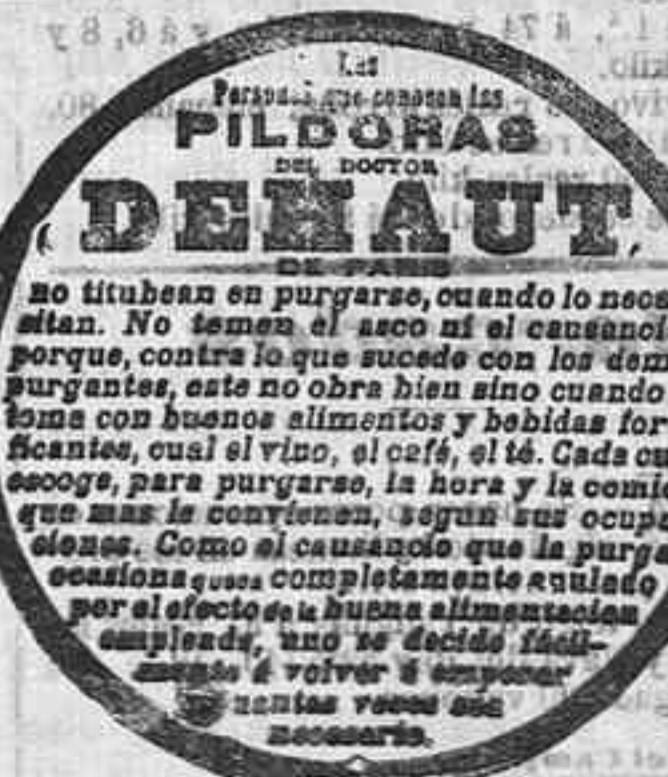 Las
Personas que conocen las
PILDORAS
DEL DOCTOR
DEHAUT
DE PARIS
no titubean en purgarse, cuando lo nece
sitan. No temen el asco ni el causanci
porque, contra lo que sucede con los dem
purgantes, este no obra bien sino cuando
toma con buenos alimentos y bebidas for
ficantes, cual el vino, el café, el té. Cada cu
escoge, para purgarse, la hora y la comi
que mas le convienen, segun sus ocup
ciones. Como el causancio que la purga
ocasiona queda completamente anulado
por el efecto de la buena alimentacion
empleada, uno se decide fácil-
mente á volver á empezar
cuantas veces sea
necesario.